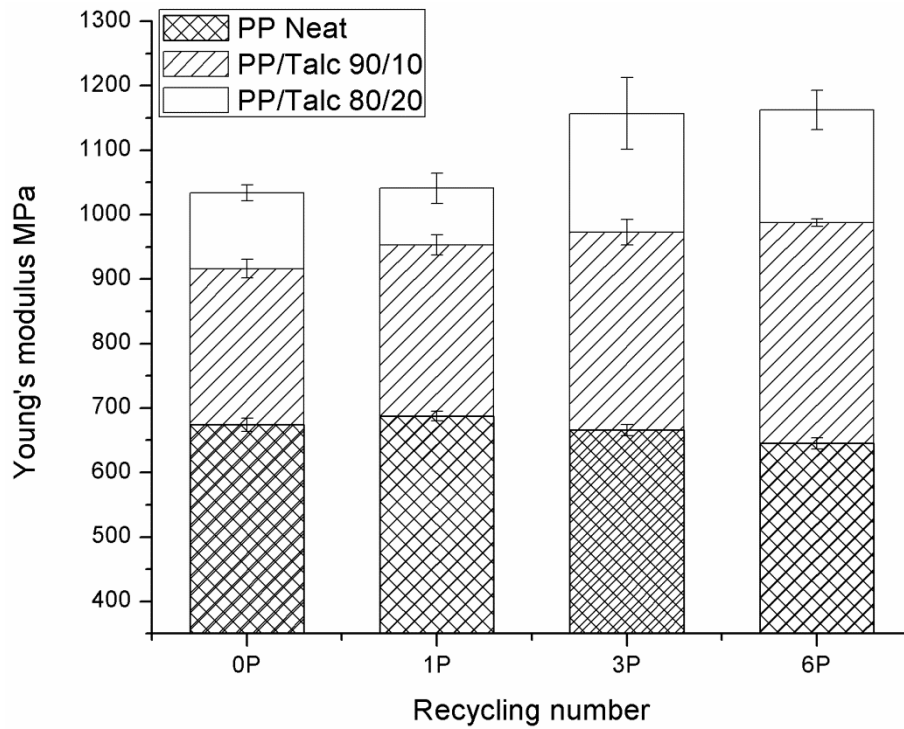 PP Neat
PP/Talc 90/10
PP/Talc 80/20
1300
1200
1100
1000
900
800
700
600
500
400
Young's modulus MPa
0P 1P 3P 6P
Recycling number